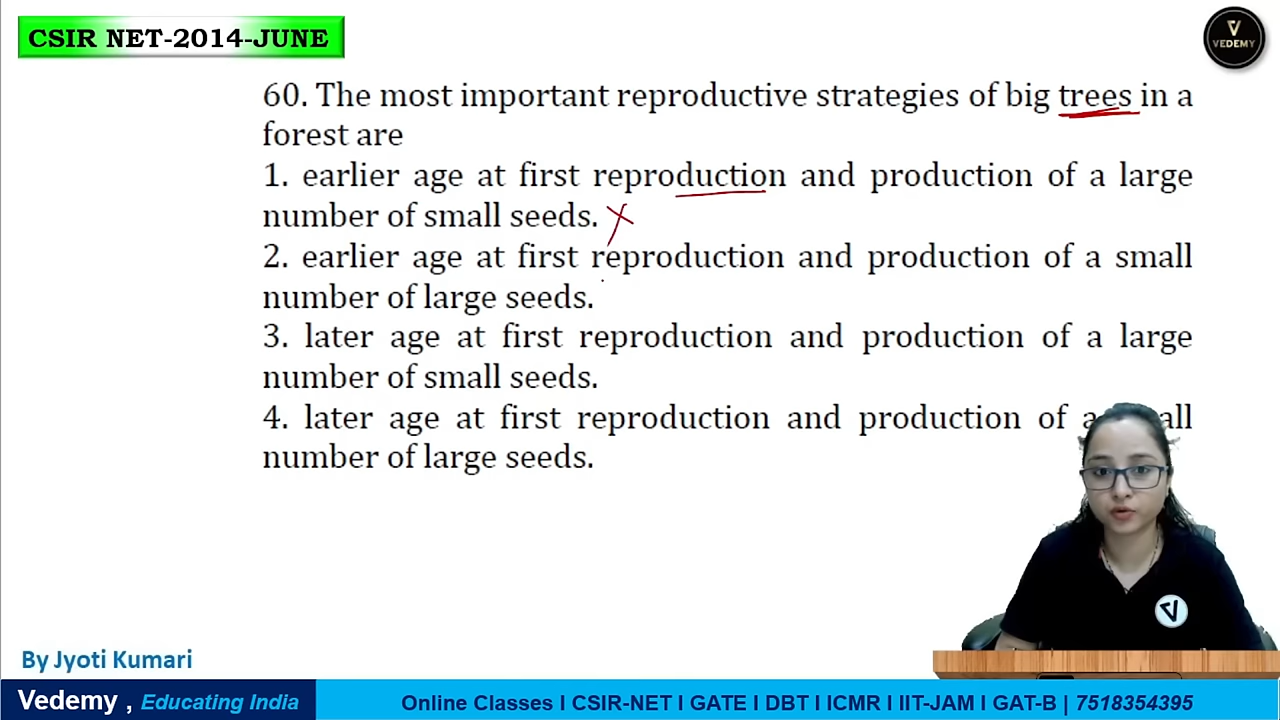 CSIR NET-2014-JUNE
VEDEMY
60. The most important reproductive strategies of big trees in a
forest are
1. earlier age at first reproduction and production of a large
number of small seeds.
2. earlier age at first reproduction and production of a small
number of large seeds.
3. later age at first reproduction and production of a large
number of small seeds.
4. later age at first reproduction and production of a all
number of large seeds.
By Jyoti Kumari
Vedemy , Educating India
Online Classes I CSIR-NET I GATE I DBT I ICMR I IIT-JAM I GAT-B | 7518354395